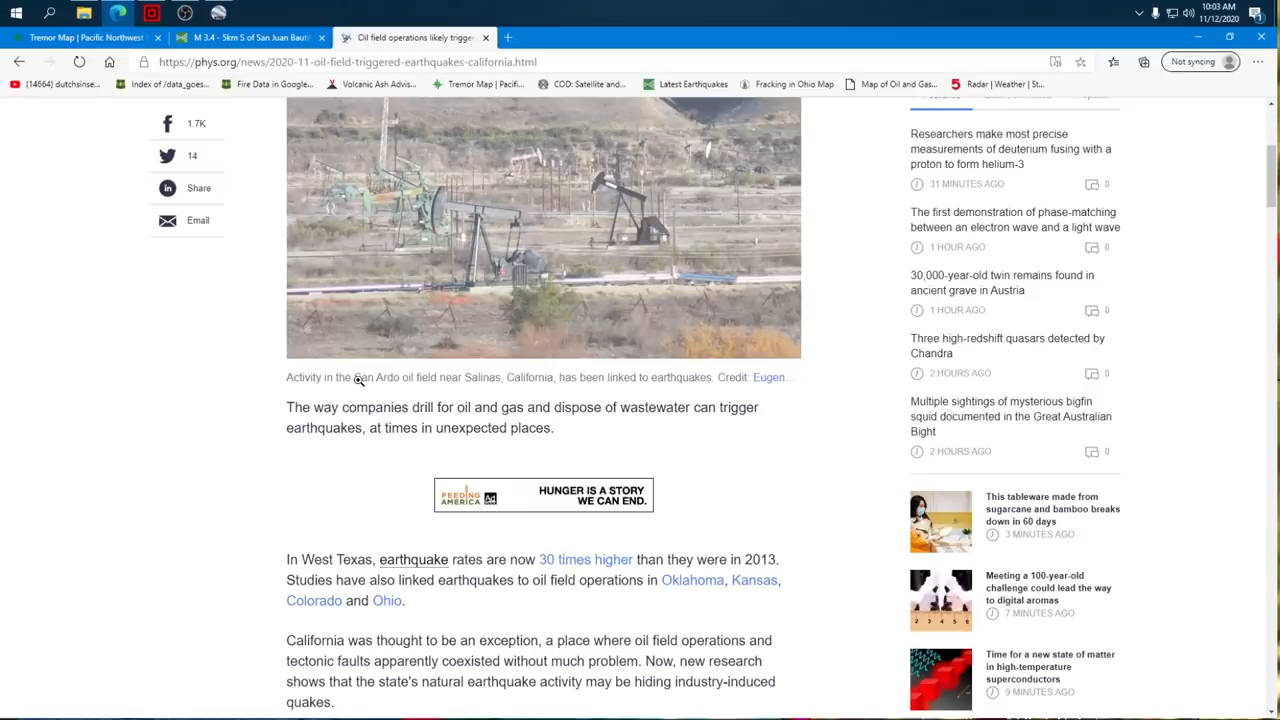 10:03 AM
11/12/2020
Tremor Map | Pacific Northwest
M 3.4 - 5km S of San Juan Bauti
Oil field operations likely trigge
https://phys.org/news/2020-11-oil-field-triggered-earthquakes-california.html
Not syncing
(14664) dutchsinse...
Index of /data_goes...
Fire Data in Google...
Volcanic Ash Advis...
Tremor Map | Pacifi...
COD: Satellite and...
Latest Earthquakes
Fracking in Ohio Map
Map of Oil and Gas...
Radar | Weather | St...
1.7K
14
Share
Email
Activity in the San Ardo oil field near Salinas, California, has been linked to earthquakes. Credit: Eugen...
The way companies drill for oil and gas and dispose of wastewater can trigger
earthquakes, at times in unexpected places.
FEEDING
AMERICA
Ad
HUNGER IS A STORY
WE CAN END.
In West Texas, earthquake rates are now 30 times higher than they were in 2013.
Studies have also linked earthquakes to oil field operations in Oklahoma, Kansas,
Colorado and Ohio.
California was thought to be an exception, a place where oil field operations and
tectonic faults apparently coexisted without much problem. Now, new research
shows that the state's natural earthquake activity may be hiding industry-induced
quakes.
Researchers make most precise
measurements of deuterium fusing with a
proton to form helium-3
31 MINUTES AGO
0
The first demonstration of phase-matching
between an electron wave and a light wave
1 HOUR AGO
0
30,000-year-old twin remains found in
ancient grave in Austria
1 HOUR AGO
0
Three high-redshift quasars detected by
Chandra
2 HOURS AGO
0
Multiple sightings of mysterious bigfin
squid documented in the Great Australian
Bight
2 HOURS AGO
0
This tableware made from
sugarcane and bamboo breaks
down in 60 days
3 MINUTES AGO
Meeting a 100-year-old
challenge could lead the way
to digital aromas
7 MINUTES AGO
2 3 4 5 6
Time for a new state of matter
in high-temperature
superconductors
9 MINUTES AGO